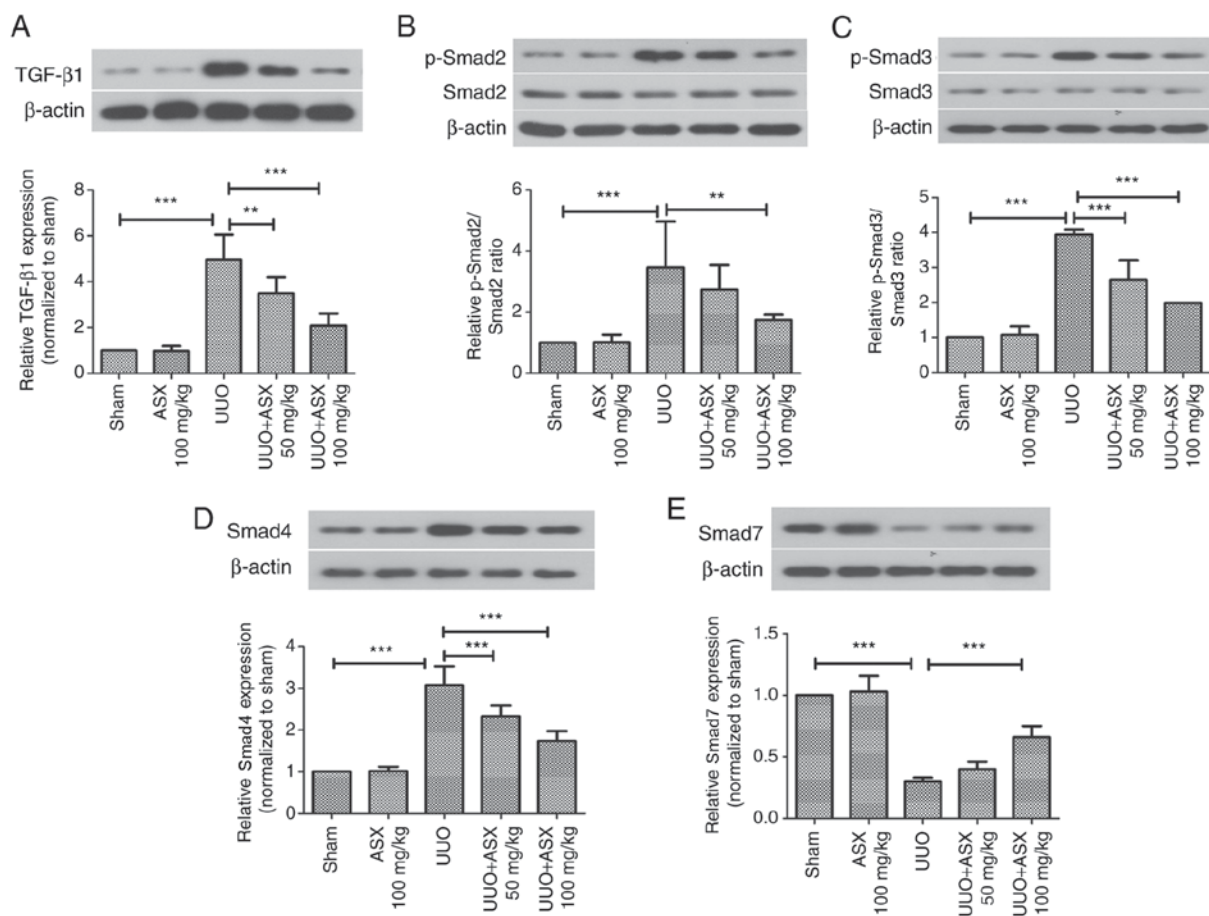 A
TGF-β1
β-actin
Relative TGF-β1 expression
(normalized to sham)
8
6
4
2
0
***
**
***
Sham
ASX
100 mg/kg
UUO
UUO+ASX
50 mg/kg
UUO+ASX
100 mg/kg
B
p-Smad2
Smad2
β-actin
Relative p-Smad2/
Smad2 ratio
6
4
2
0
***
**
Sham
ASX
100 mg/kg
UUO
UUO+ASX
50 mg/kg
UUO+ASX
100 mg/kg
C
p-Smad3
Smad3
β-actin
Relative p-Smad3/
Smad3 ratio
5
4
3
2
1
0
***
***
***
Sham
ASX
100 mg/kg
UUO
UUO+ASX
50 mg/kg
UUO+ASX
100 mg/kg
D
Smad4
β-actin
Relative Smad4 expression
(normalized to sham)
4
3
2
1
0
***
***
***
Sham
ASX
100 mg/kg
UUO
UUO+ASX
50 mg/kg
UUO+ASX
100 mg/kg
E
Smad7
β-actin
Relative Smad7 expression
(normalized to sham)
1.5
1.0
0.5
0.0
***
***
Sham
ASX
100 mg/kg
UUO
UUO+ASX
50 mg/kg
UUO+ASX
100 mg/kg